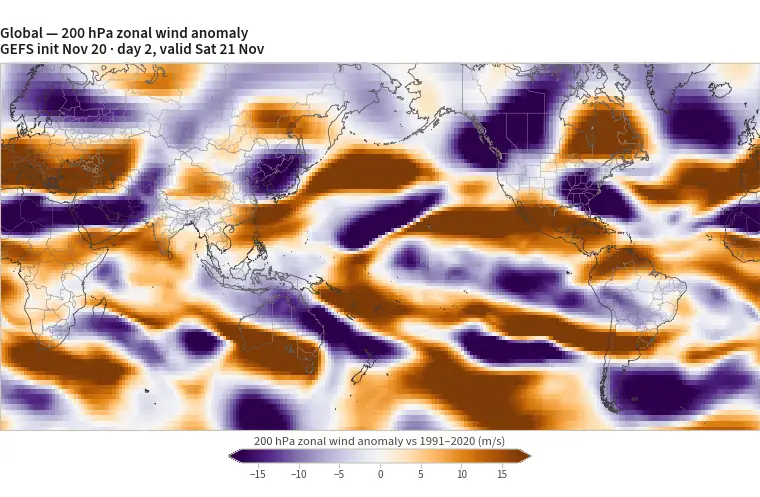 Global — 200 hPa zonal wind anomaly
GEFS init Nov 20 · day 2, valid Sat 21 Nov
200 hPa zonal wind anomaly vs 1991–2020 (m/s)
−15 −10 −5 0 5 10 15